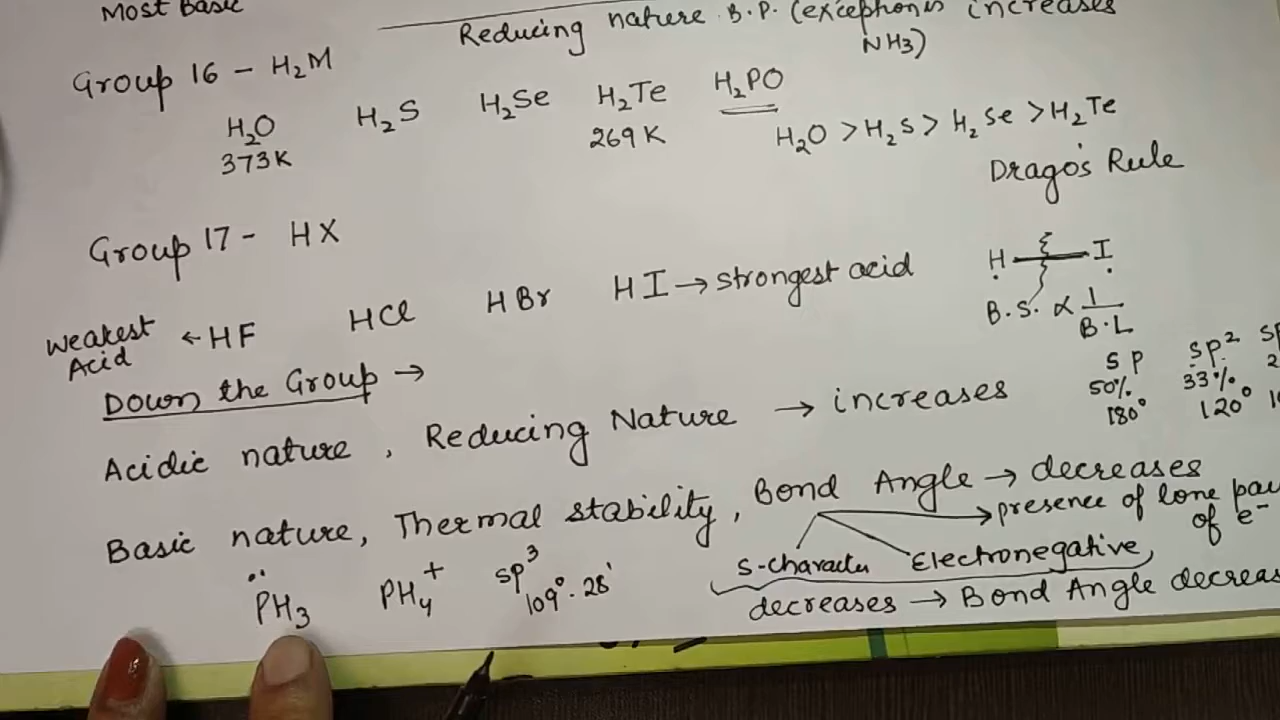 Most Basic
Reducing nature B.P. (exception is increases
NH3)
Group 16 - H₂M
H₂O H₂S H₂Se H₂Te H₂PO
373K 269K H₂O > H₂S > H₂Se > H₂Te
Drago's Rule
Group 17 - HX
H I
Weakest Acid ← HF HCl HBr HI → strongest acid
B.S. ∝ 1/B.L
Down the Group →
SP SP²
50% 33%
180° 120°
Acidic nature, Reducing Nature → increases
Basic nature, Thermal stability, Bond Angle → decreases
presence of lone
of e⁻
S-character Electronegative,
PH₃ PH₄⁺ sp³ 109°.28'
decreases → Bond Angle